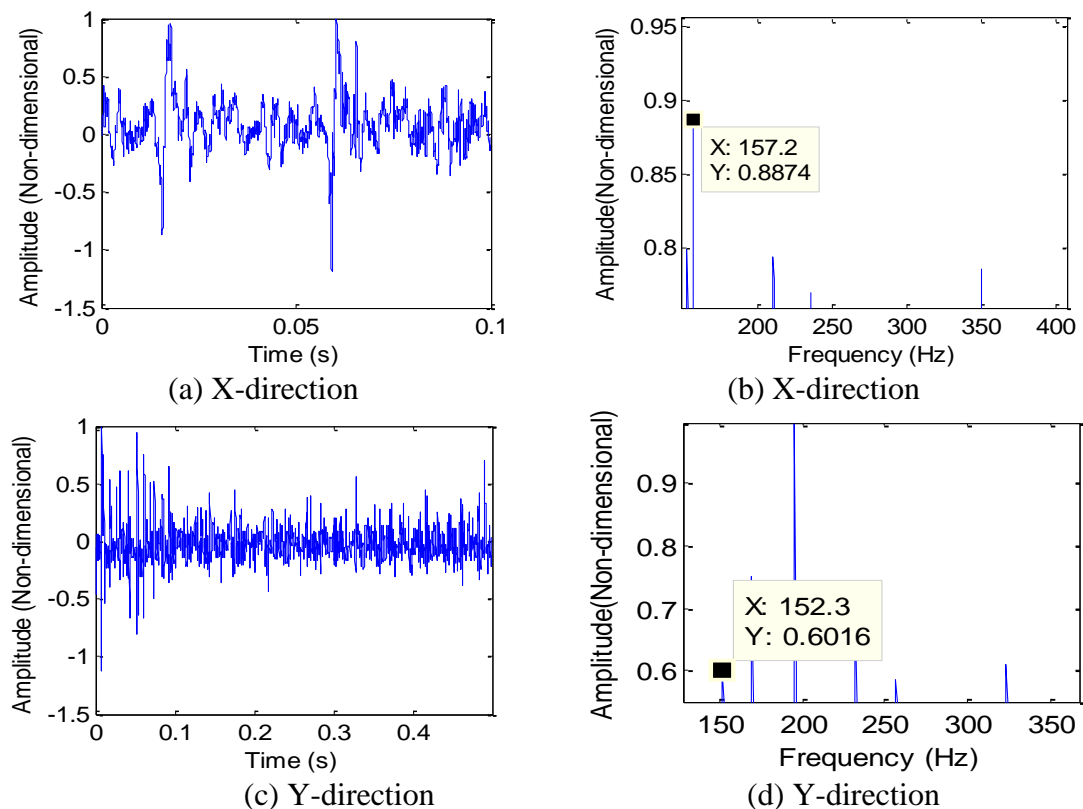 1
0.5
0
-0.5
-1
-1.5
0
0.05
0.1
Amplitude (Non-dimensional)
Time (s)
(a) X-direction
0.95
0.9
0.85
0.8
200
250
300
350
400
Amplitude(Non-dimensional)
Frequency (Hz)
X: 157.2
Y: 0.8874
(b) X-direction
1
0.5
0
-0.5
-1
-1.5
0
0.1
0.2
0.3
0.4
Amplitude (Non-dimensional)
Time (s)
(c) Y-direction
0.9
0.8
0.7
0.6
150
200
250
300
350
Amplitude(Non-dimensional)
Frequency (Hz)
X: 152.3
Y: 0.6016
(d) Y-direction